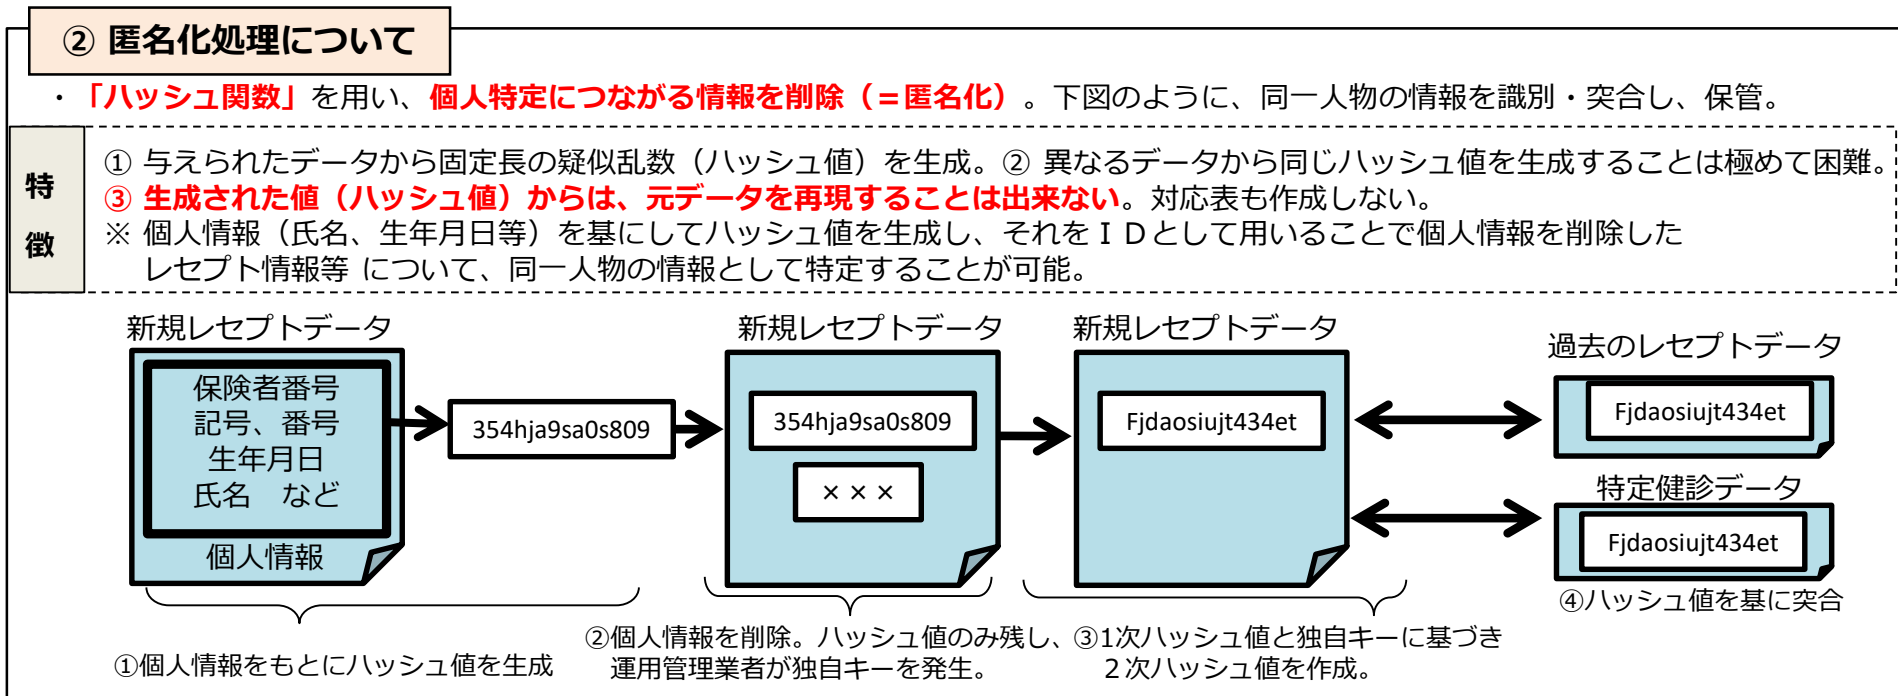 ② 匿名化処理について
・「ハッシュ関数」を用い、個人特定につながる情報を削除（＝匿名化）。下図のように、同一人物の情報を識別・突合し、保管。
特
徴
① 与えられたデータから固定長の疑似乱数（ハッシュ値）を生成。② 異なるデータから同じハッシュ値を生成することは極めて困難。
③ 生成された値（ハッシュ値）からは、元データを再現することは出来ない。対応表も作成しない。
※ 個人情報（氏名、生年月日等）を基にしてハッシュ値を生成し、それをＩＤとして用いることで個人情報を削除した
レセプト情報等 について、同一人物の情報として特定することが可能。
新規レセプトデータ
保険者番号
記号、番号
生年月日
氏名　など
個人情報
354hja9sa0s809
①個人情報をもとにハッシュ値を生成
新規レセプトデータ
354hja9sa0s809
×××
②個人情報を削除。ハッシュ値のみ残し、
運用管理業者が独自キーを発生。
新規レセプトデータ
Fjdaosiujt434et
③1次ハッシュ値と独自キーに基づき
２次ハッシュ値を作成。
過去のレセプトデータ
Fjdaosiujt434et
特定健診データ
Fjdaosiujt434et
④ハッシュ値を基に突合